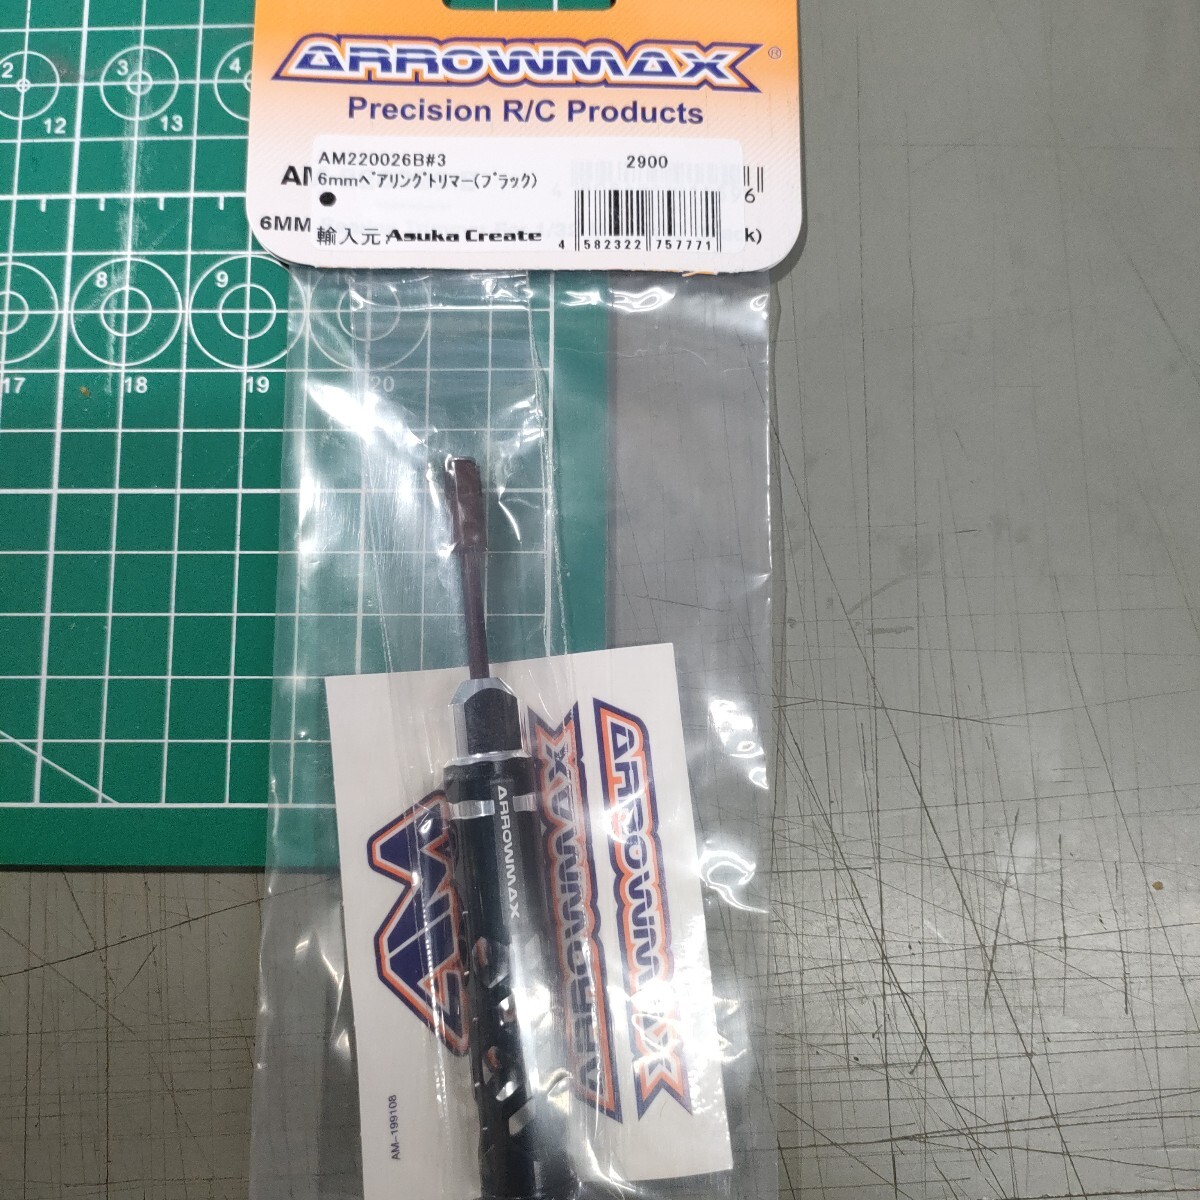 ARROWMAX®
Precision R/C Products
AM220026B#3 2900
6mmベアリングトリマー(ブラック)
輸入元 Asuka Create
4 582322 757771
AM
6
6MM
k)
2 3 4
12 13
8 9
17 18 19 20
ARROWMAX
ARROWMAX
ARROWMAX
AM
AM-199108